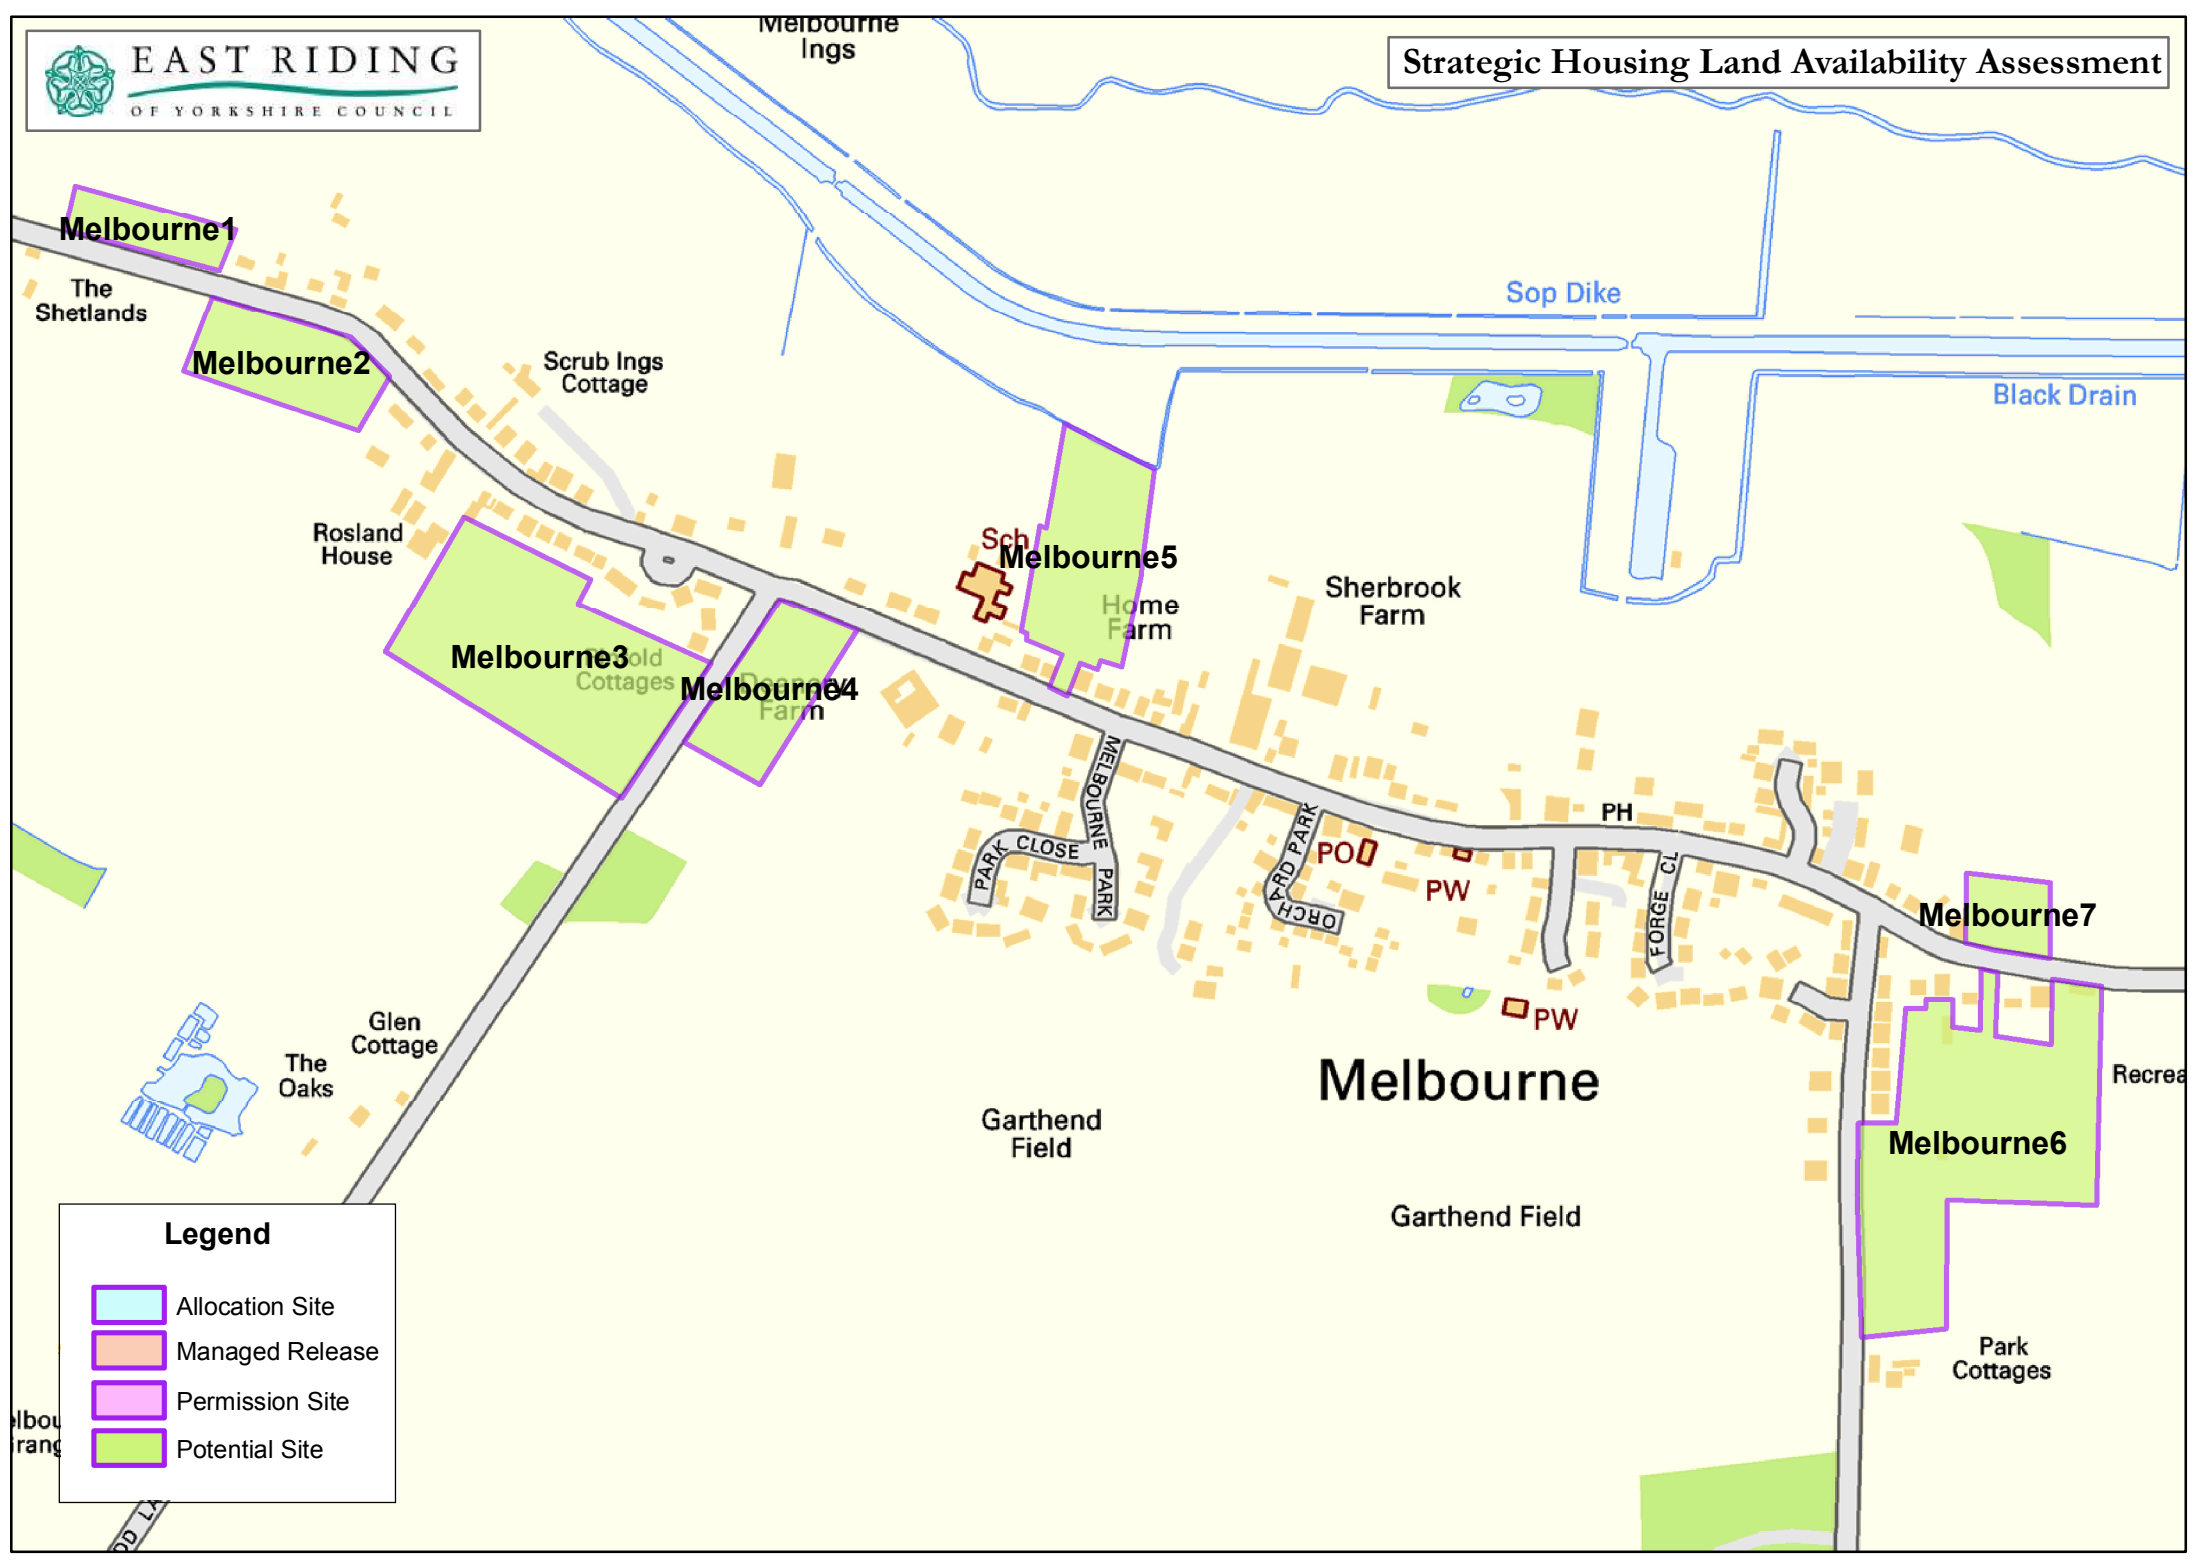 Melbourne
Ings
EAST RIDING
OF YORKSHIRE COUNCIL
Strategic Housing Land Availability Assessment
Melbourne1
The
Shetlands
Sop Dike
Melbourne2
Scrub Ings
Cottage
Black Drain
Rosland
House
Sch
Melbourne5
Home
Farm
Sherbrook
Farm
Melbourne3
Cottages
Melbourne4
Farm
MELBOURNE
PARK
PARK CLOSE
ORCHARD PARK
PO
PW
PH
FORGE CL
Melbourne7
PW
Glen
Cottage
The
Oaks
Melbourne
Recrea
Garthend
Field
Melbourne6
Garthend Field
Park
Cottages
Legend
Allocation Site
Managed Release
Permission Site
Potential Site